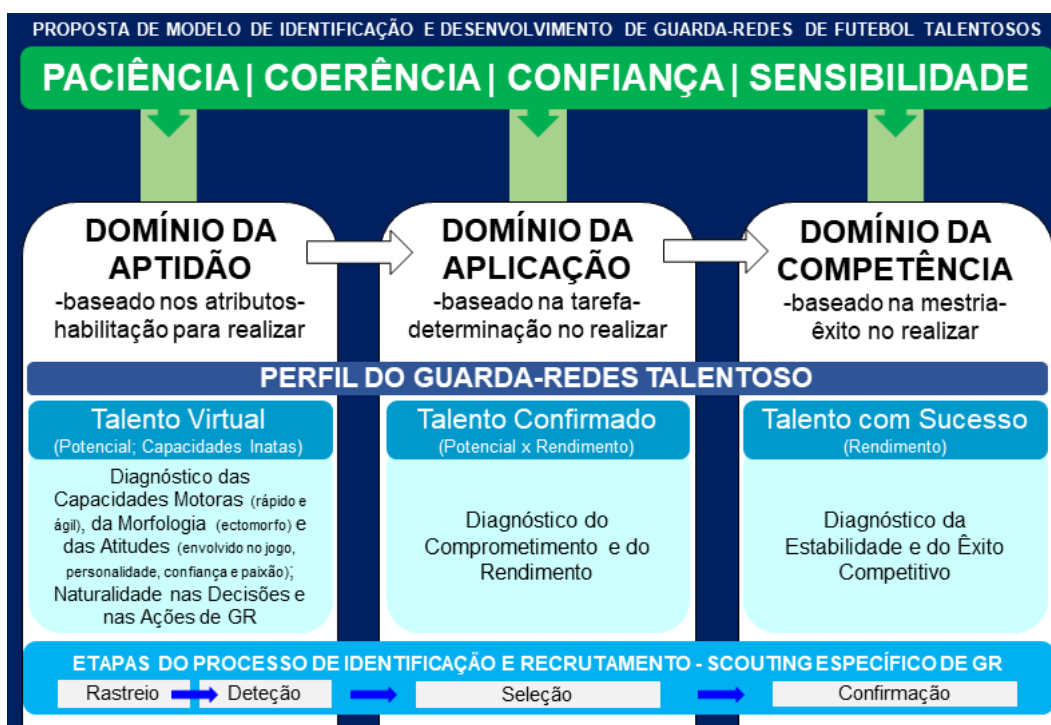 PROPOSTA DE MODELO DE IDENTIFICAÇÃO E DESENVOLVIMENTO DE GUARDA-REDES DE FUTEBOL TALENTOSOS
PACIÊNCIA | COERÊNCIA | CONFIANÇA | SENSIBILIDADE
DOMÍNIO DA
APTIDÃO
-baseado nos atributos-
habilitação para realizar
DOMÍNIO DA
APLICAÇÃO
-baseado na tarefa-
determinação no realizar
DOMÍNIO DA
COMPETÊNCIA
-baseado na mestria-
êxito no realizar
PERFIL DO GUARDA-REDES TALENTOSO
Talento Virtual
(Potencial; Capacidades Inatas)
Diagnóstico das
Capacidades Motoras (rápido e
ágil), da Morfologia (ectomorfo) e
das Atitudes (envolvido no jogo,
personalidade, confiança e paixão);
Naturalidade nas Decisões e
nas Ações de GR
Talento Confirmado
(Potencial x Rendimento)
Diagnóstico do
Comprometimento e do
Rendimento
Talento com Sucesso
(Rendimento)
Diagnóstico da
Estabilidade e do Êxito
Competitivo
ETAPAS DO PROCESSO DE IDENTIFICAÇÃO E RECRUTAMENTO - SCOUTING ESPECÍFICO DE GR
Rastreio Deteção Seleção Confirmação